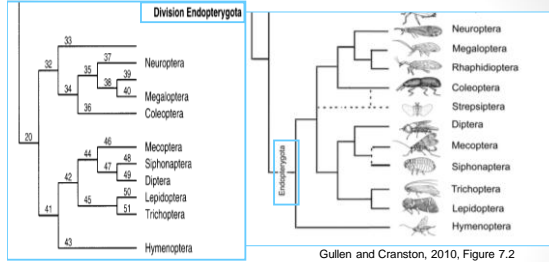 Division Endopterygota
33
37
Neuroptera
32
35
39
38
34
40
Megaloptera
36
Coleoptera
20
46
Mecoptera
44
48
Siphonaptera
47
49
Diptera
42
50
Lepidoptera
45
51
Trichoptera
41
43
Hymenoptera
Neuroptera
Megaloptera
Rhaphidioptera
Coleoptera
Strepsiptera
Diptera
Mecoptera
Siphonaptera
Endopterygota
Trichoptera
Lepidoptera
Hymenoptera
Gullen and Cranston, 2010, Figure 7.2